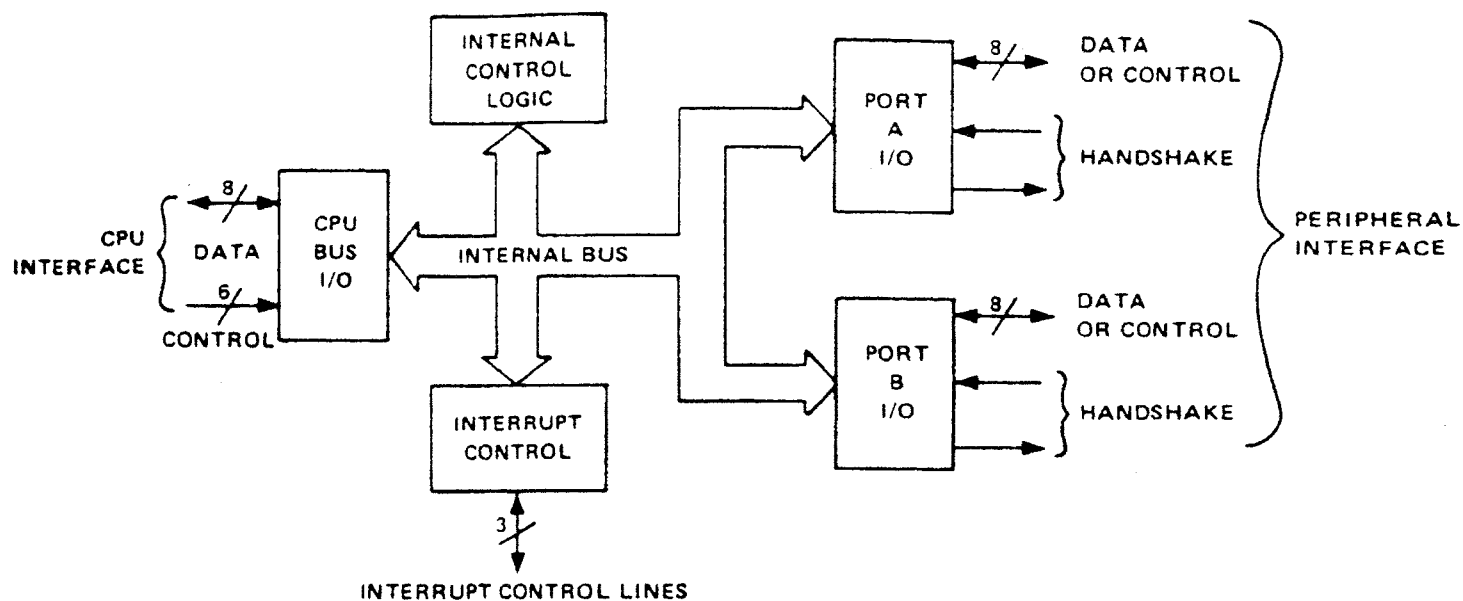 INTERNAL
CONTROL
LOGIC
CPU
INTERFACE
8
DATA
6
CONTROL
CPU
BUS
I/O
INTERNAL BUS
INTERRUPT
CONTROL
3
INTERRUPT CONTROL LINES
PORT
A
I/O
8
DATA
OR CONTROL
HANDSHAKE
PORT
B
I/O
8
DATA
OR CONTROL
HANDSHAKE
PERIPHERAL
INTERFACE